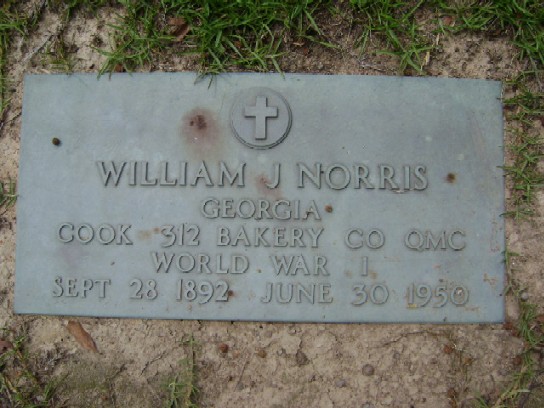 WILLIAM J NORRIS
GEORGIA
COOK 312 BAKERY CO QMC
WORLD WAR I
SEPT 28 1892 JUNE 30 1950